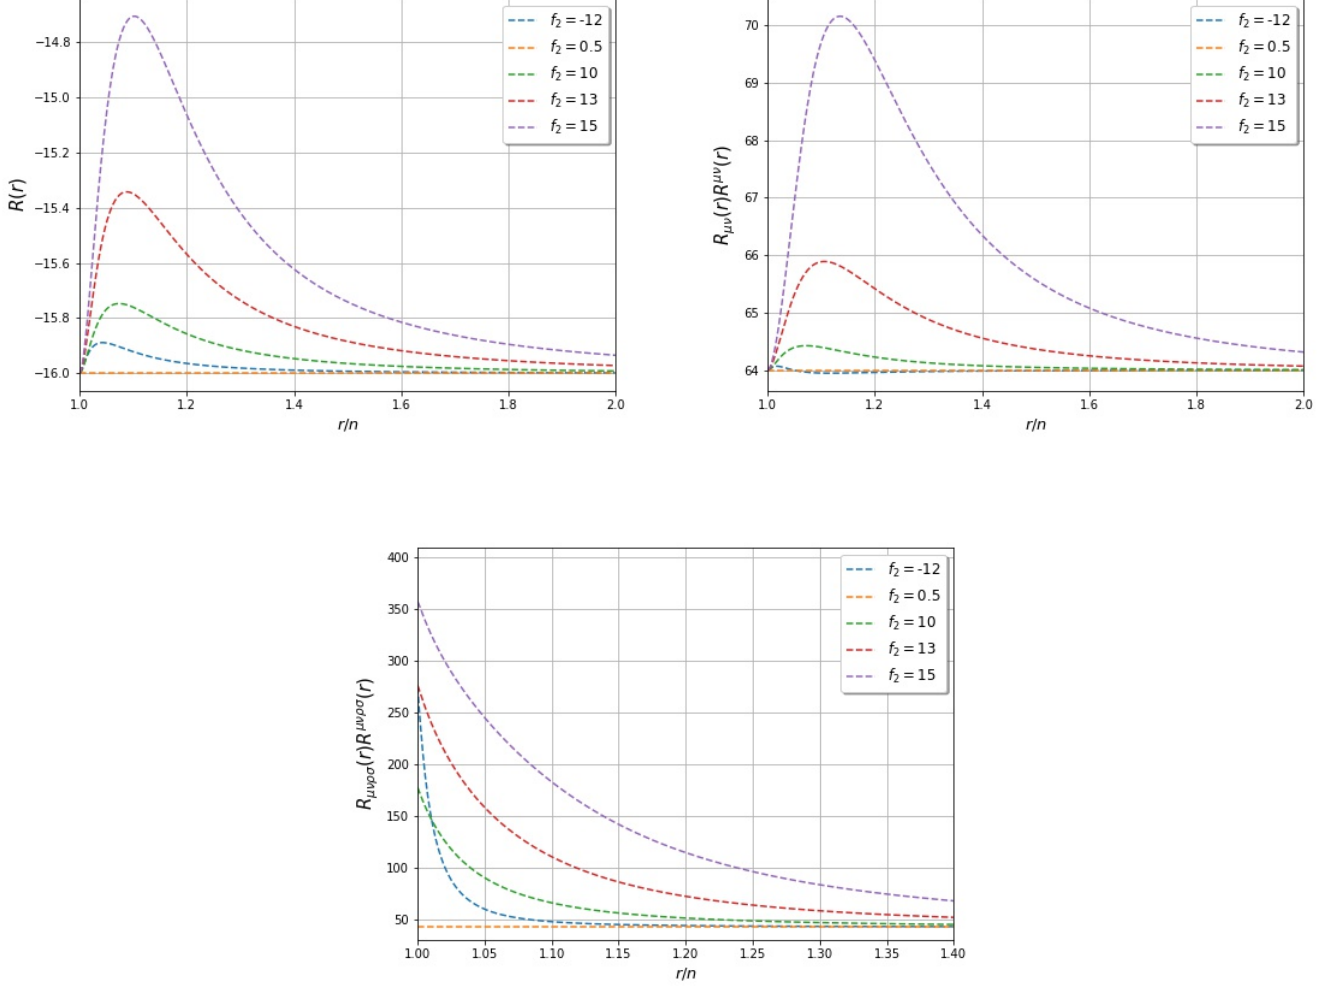 R(r)
−14.8
−15.0
−15.2
−15.4
−15.6
−15.8
−16.0
1.0 1.2 1.4 1.6 1.8 2.0
r/n
f₂ = -12
f₂ = 0.5
f₂ = 10
f₂ = 13
f₂ = 15
R_{μν}(r)R^{μν}(r)
70
69
68
67
66
65
64
1.0 1.2 1.4 1.6 1.8 2.0
r/n
f₂ = -12
f₂ = 0.5
f₂ = 10
f₂ = 13
f₂ = 15
R_{μνρσ}(r)R^{μνρσ}(r)
400
350
300
250
200
150
100
50
1.00 1.05 1.10 1.15 1.20 1.25 1.30 1.35 1.40
r/n
f₂ = -12
f₂ = 0.5
f₂ = 10
f₂ = 13
f₂ = 15